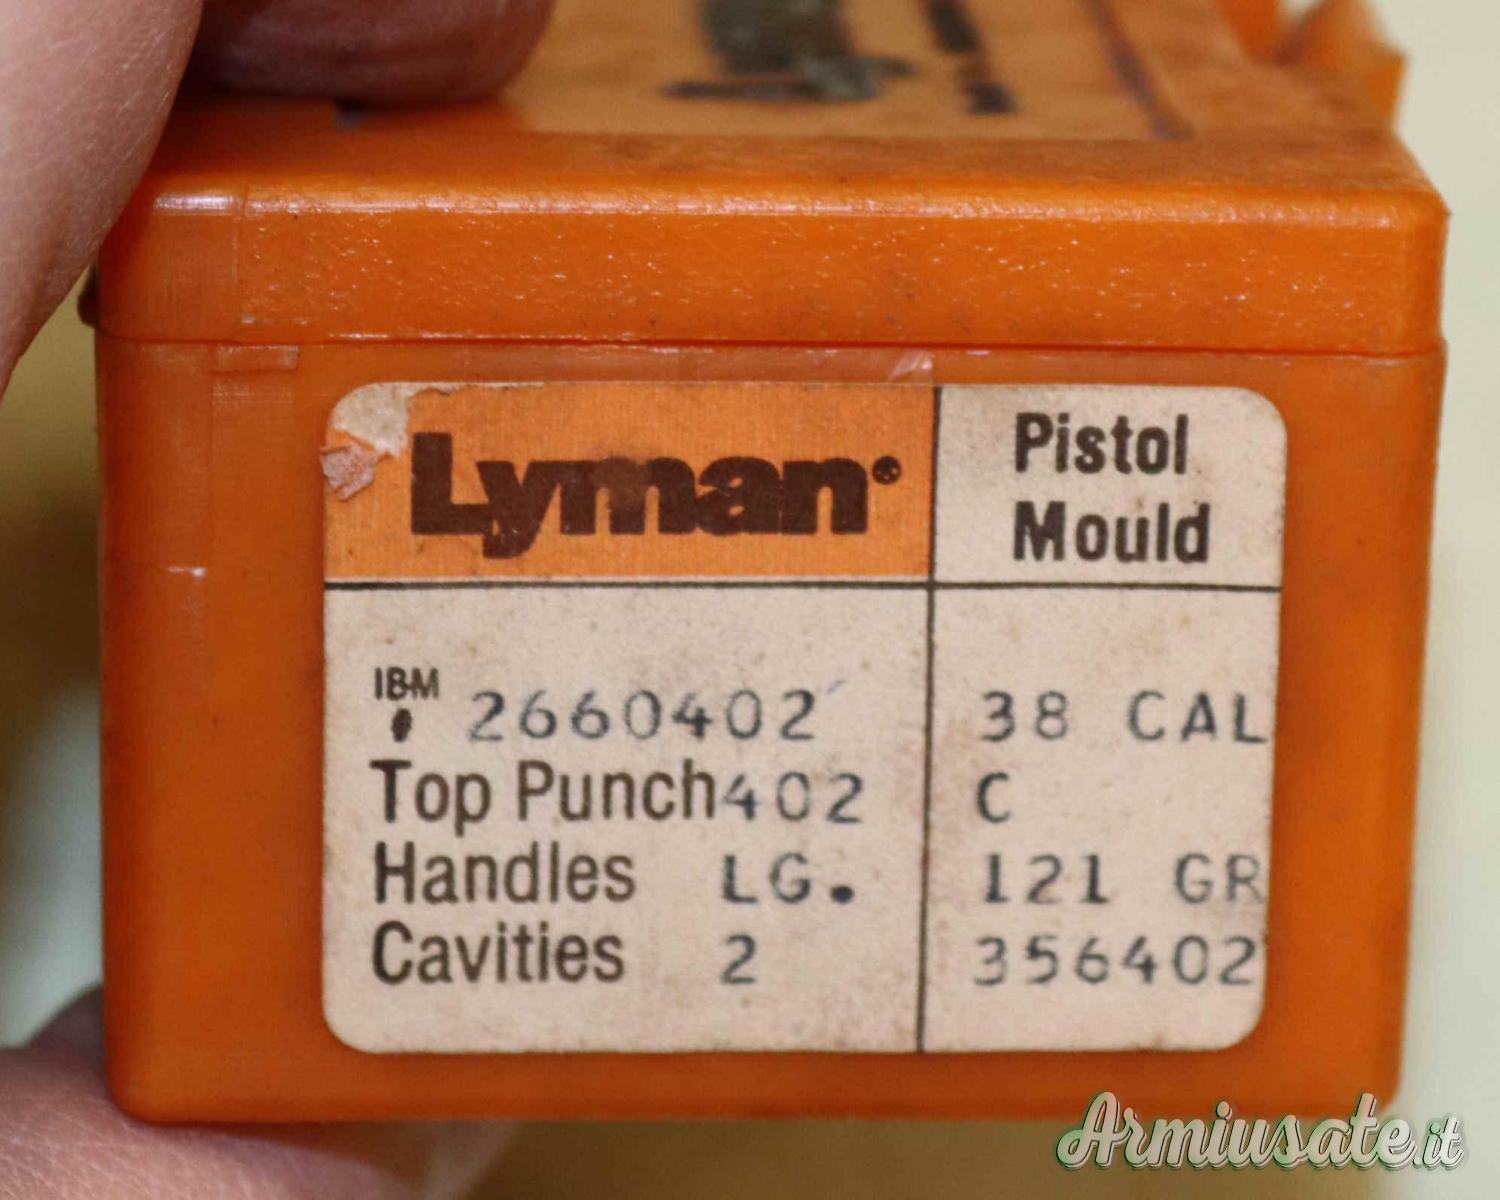 Lyman
Pistol
Mould
IBM
# 2660402
38 CAL
Top Punch 402
C
Handles LG.
121 GR
Cavities 2
356402
Armiusate.it